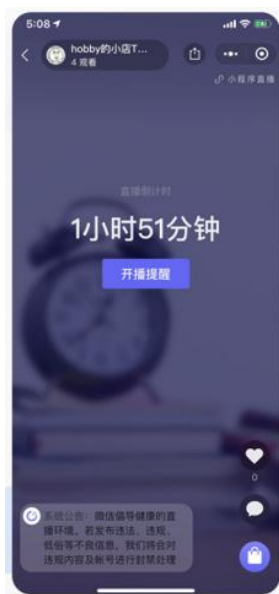 5:08
hobby的小店T...
4 观看
小程序直播
直播倒计时
1小时51分钟
开播提醒
0
系统公告：微信倡导健康的直
播环境，若发布违法、违规、
低俗等不良信息，我们将会对
违规内容及帐号进行封禁处理